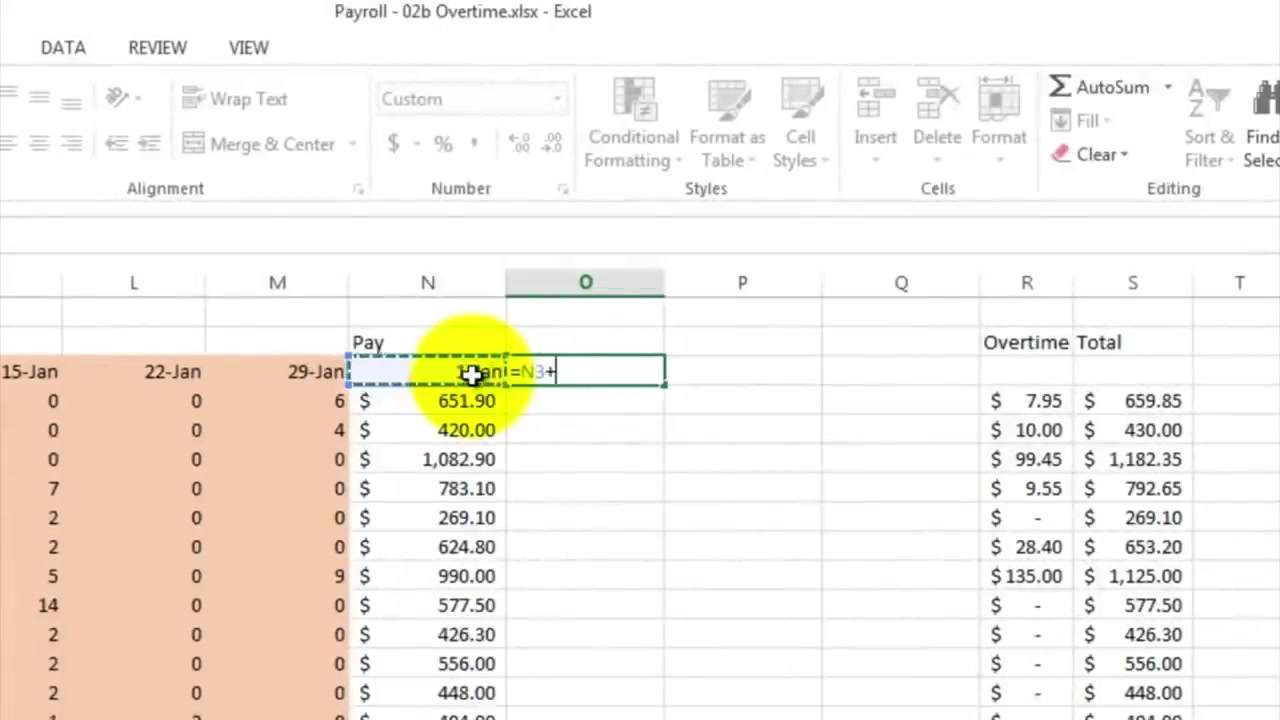 Payroll - 02b Overtime.xlsx - Excel
DATA REVIEW VIEW
Wrap Text Custom AutoSum
Merge & Center $ % Conditional Formatting Format as Table Cell Styles Insert Delete Format Fill Clear Sort & Filter
Alignment Number Styles Cells Editing
L M N O P Q R S T
Pay Overtime Total
15-Jan 22-Jan 29-Jan =N3+
0 0 6 $ 651.90 $ 7.95 $ 659.85
0 0 4 $ 420.00 $ 10.00 $ 430.00
0 0 0 $ 1,082.90 $ 99.45 $ 1,182.35
7 0 0 $ 783.10 $ 9.55 $ 792.65
2 0 0 $ 269.10 $ - $ 269.10
2 0 0 $ 624.80 $ 28.40 $ 653.20
5 0 9 $ 990.00 $ 135.00 $ 1,125.00
14 0 0 $ 577.50 $ - $ 577.50
2 0 0 $ 426.30 $ - $ 426.30
2 0 0 $ 556.00 $ - $ 556.00
2 0 0 $ 448.00 $ - $ 448.00